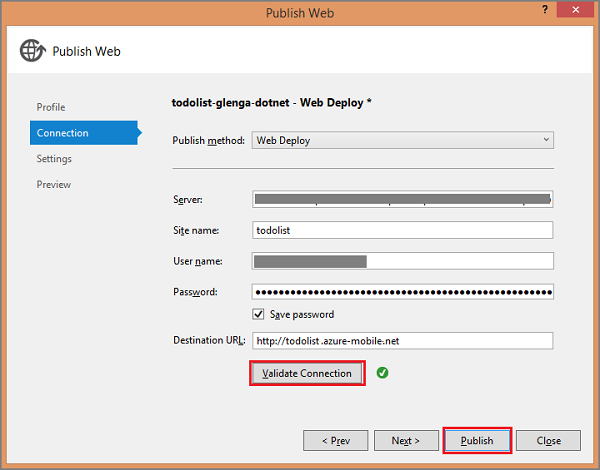 Publish Web
?
Publish Web
Profile
Connection
Settings
Preview
todolist-glenga-dotnet - Web Deploy *
Publish method: Web Deploy
Server:
Site name: todolist
User name:
Password: ●●●●●●●●●●●●●●●●●●●●●●●●●●●●●●●●●●●●●●●●●●●●●●●●●●
Save password
Destination URL: http://todolist.azure-mobile.net
Validate Connection
< Prev Next > Publish Close